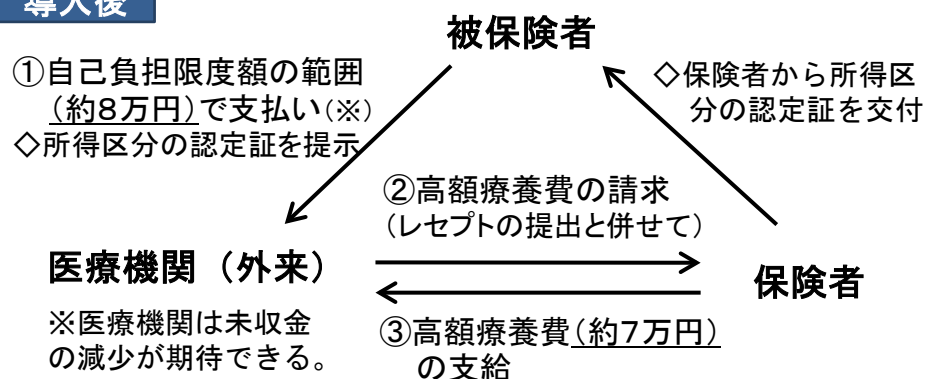 導入後
被保険者
①自己負担限度額の範囲
(約8万円)で支払い(※)
◇所得区分の認定証を提示
◇保険者から所得区
分の認定証を交付
②高額療養費の請求
(レセプトの提出と併せて)
医療機関(外来)
保険者
※医療機関は未収金
の減少が期待できる。
③高額療養費(約7万円)
の支給